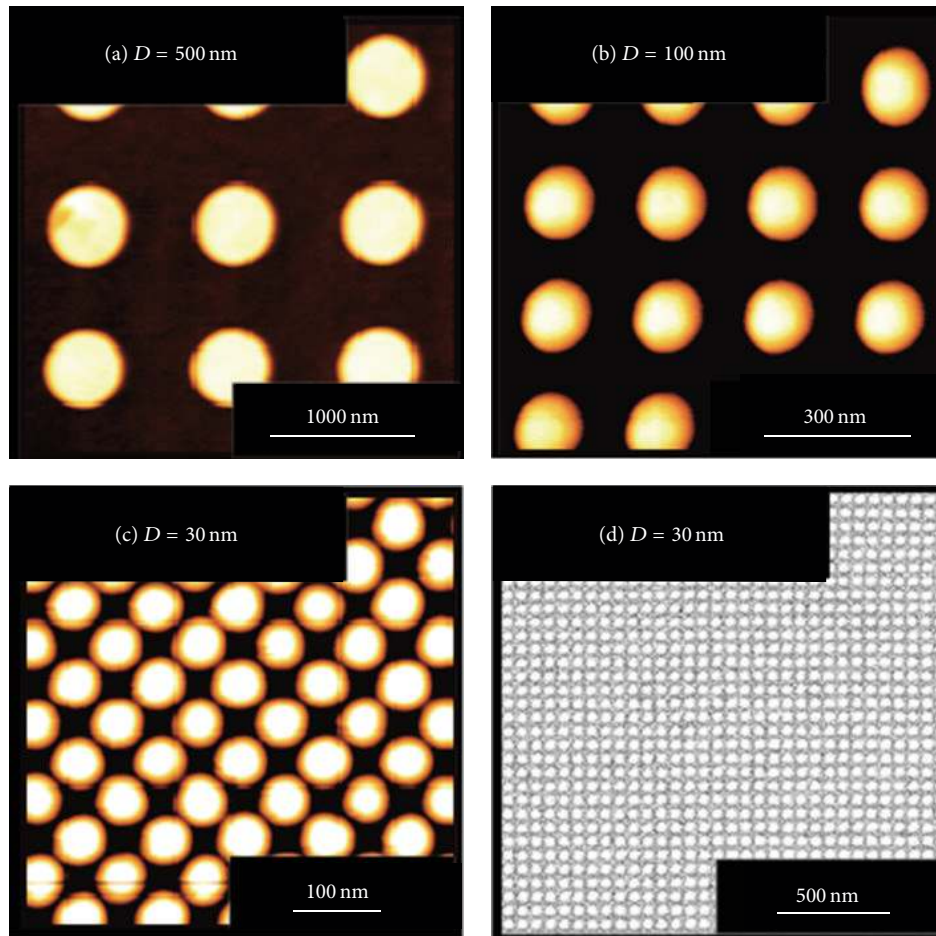 (a) D = 500 nm
(b) D = 100 nm
1000 nm
300 nm
(c) D = 30 nm
(d) D = 30 nm
100 nm
500 nm